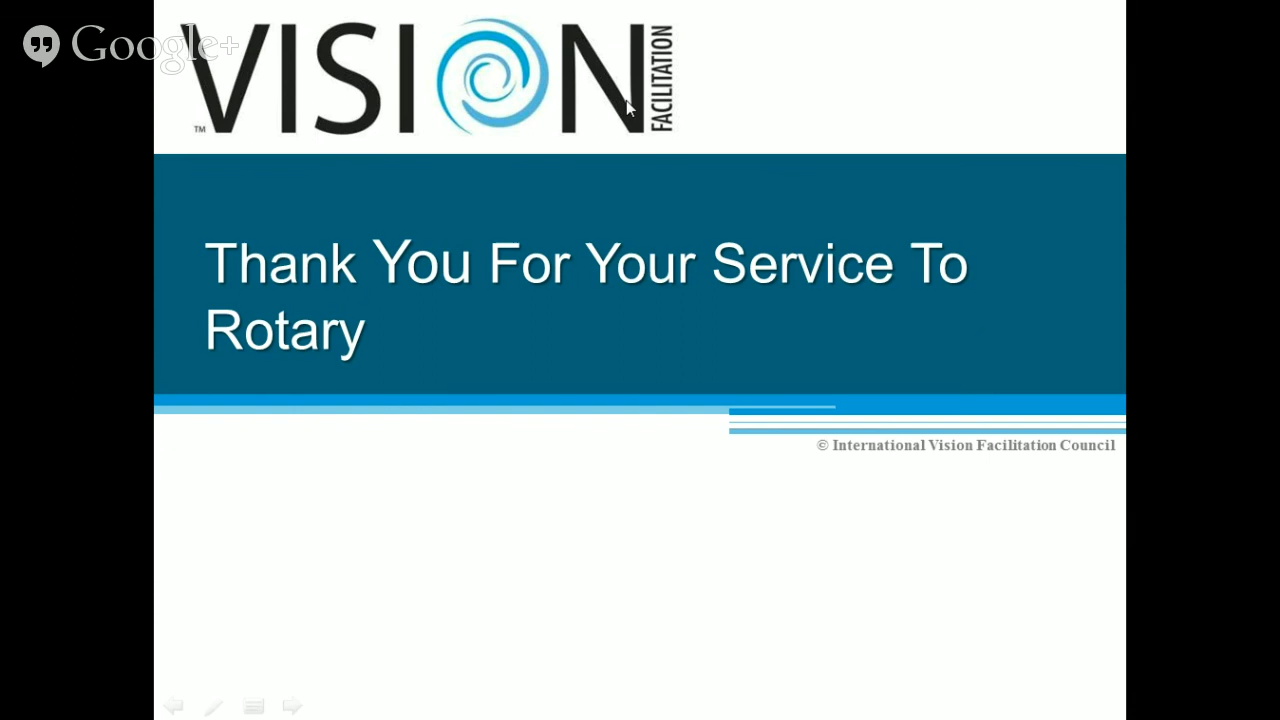 Google+
VISION
FACILITATION
TM
Thank You For Your Service To
Rotary
© International Vision Facilitation Council